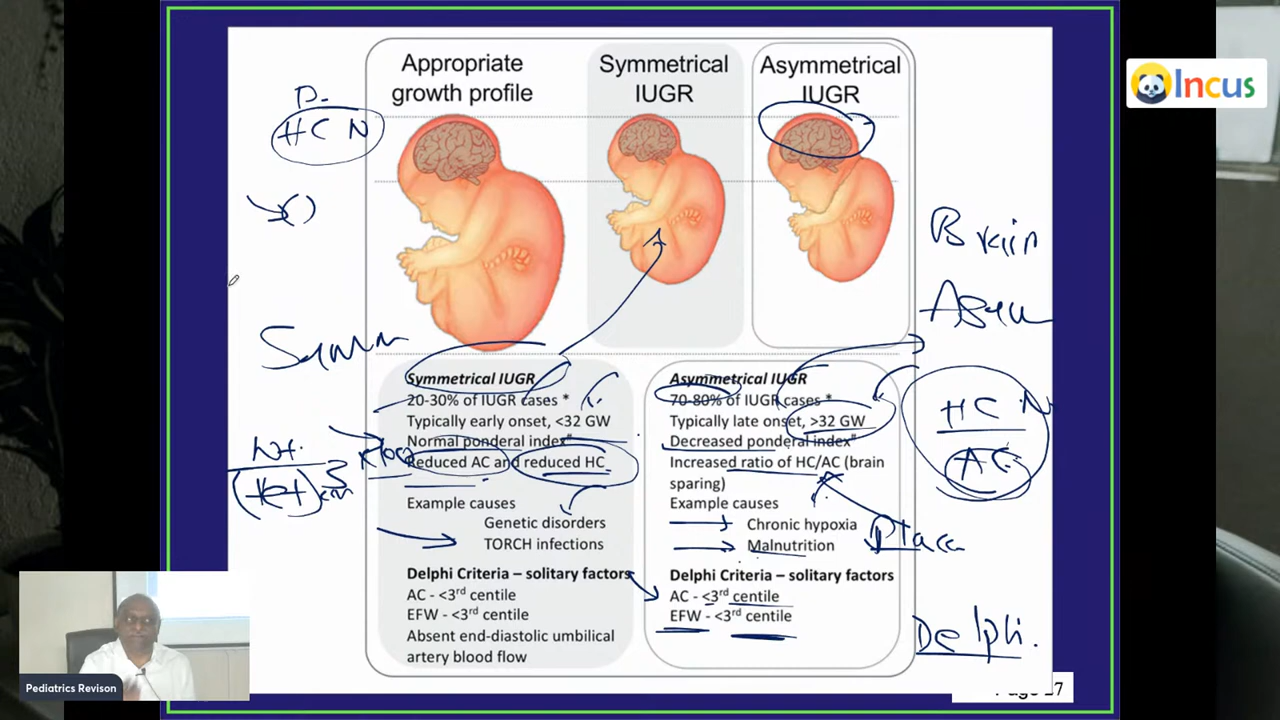 Appropriate
growth profile
Symmetrical
IUGR
Asymmetrical
IUGR
Incus
HC N
Brain
Symmetrical IUGR
20-30% of IUGR cases *
Typically early onset, <32 GW
Normal ponderal index#
Reduced AC and reduced HC
Example causes
Genetic disorders
TORCH infections
Delphi Criteria – solitary factors
AC - <3rd centile
EFW - <3rd centile
Absent end-diastolic umbilical
artery blood flow
Asymmetrical IUGR
70-80% of IUGR cases *
Typically late onset, >32 GW
Decreased ponderal index#
Increased ratio of HC/AC (brain
sparing)
Example causes
Chronic hypoxia
Malnutrition
Delphi Criteria – solitary factors
AC - <3rd centile
EFW - <3rd centile
HC N
AC
Delphi.
Pediatrics Revison